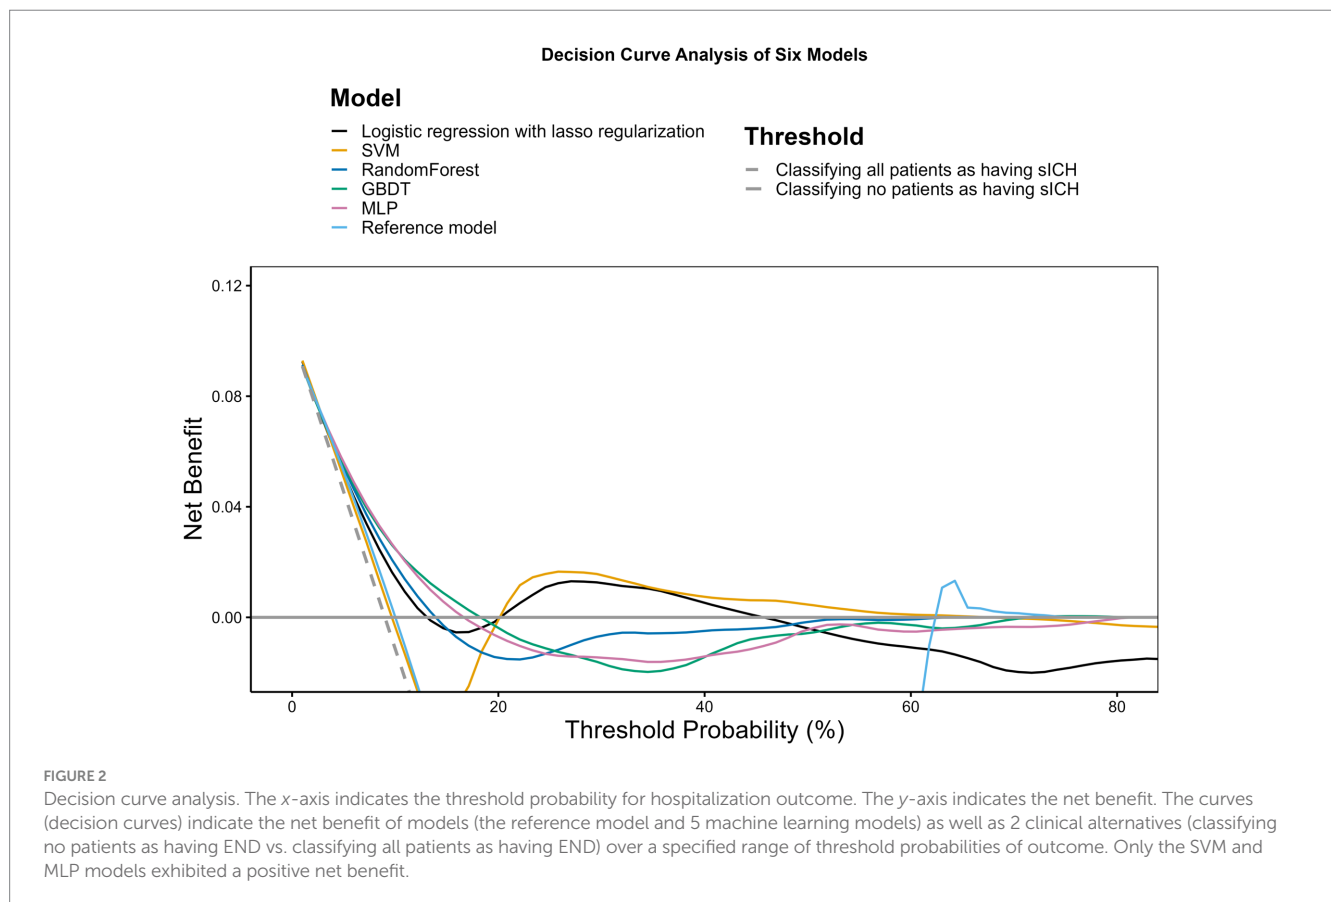 Decision Curve Analysis of Six Models
Model
Logistic regression with lasso regularization
SVM
RandomForest
GBDT
MLP
Reference model
Threshold
Classifying all patients as having sICH
Classifying no patients as having sICH
Net Benefit
0.12
0.08
0.04
0.00
0
20
40
60
80
Threshold Probability (%)
FIGURE 2
Decision curve analysis. The x-axis indicates the threshold probability for hospitalization outcome. The y-axis indicates the net benefit. The curves
(decision curves) indicate the net benefit of models (the reference model and 5 machine learning models) as well as 2 clinical alternatives (classifying
no patients as having END vs. classifying all patients as having END) over a specified range of threshold probabilities of outcome. Only the SVM and
MLP models exhibited a positive net benefit.